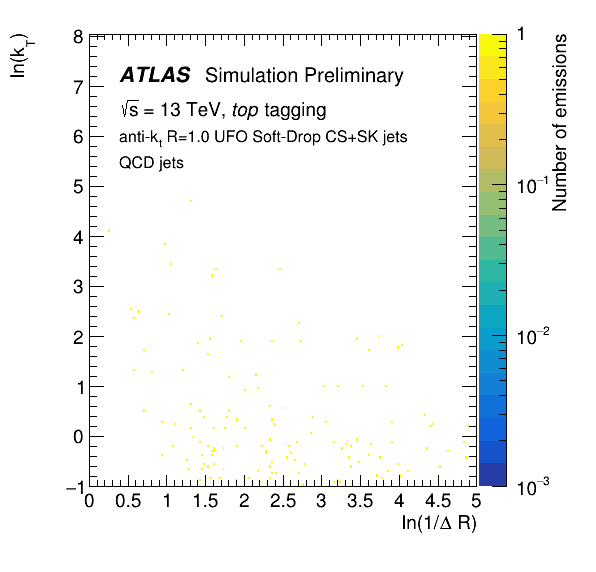 ln(k_T)
8
7
6
5
4
3
2
1
0
−1
ATLAS Simulation Preliminary
√s = 13 TeV, top tagging
anti-k_t R=1.0 UFO Soft-Drop CS+SK jets
QCD jets
0 0.5 1 1.5 2 2.5 3 3.5 4 4.5 5
ln(1/Δ R)
1
10⁻¹
10⁻²
10⁻³
Number of emissions